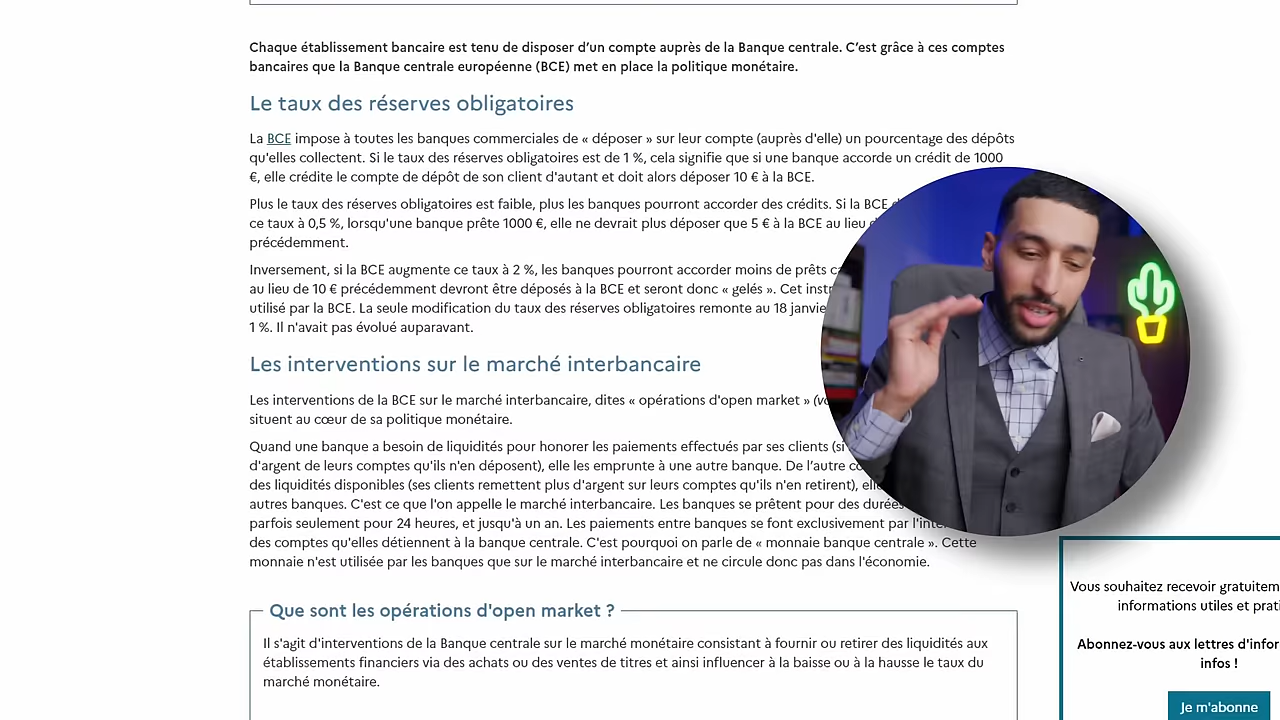 Chaque établissement bancaire est tenu de disposer d’un compte auprès de la Banque centrale. C’est grâce à ces comptes
bancaires que la Banque centrale européenne (BCE) met en place la politique monétaire.
Le taux des réserves obligatoires
La BCE impose à toutes les banques commerciales de « déposer » sur leur compte (auprès d'elle) un pourcentage des dépôts
qu'elles collectent. Si le taux des réserves obligatoires est de 1 %, cela signifie que si une banque accorde un crédit de 1000
€, elle crédite le compte de dépôt de son client d'autant et doit alors déposer 10 € à la BCE.
Plus le taux des réserves obligatoires est faible, plus les banques pourront accorder des crédits. Si la BCE
ce taux à 0,5 %, lorsqu'une banque prête 1000 €, elle ne devrait plus déposer que 5 € à la BCE au lieu
précédemment.
Inversement, si la BCE augmente ce taux à 2 %, les banques pourront accorder moins de prêts
au lieu de 10 € précédemment devront être déposés à la BCE et seront donc « gelés ». Cet
utilisé par la BCE. La seule modification du taux des réserves obligatoires remonte au 18
1 %. Il n'avait pas évolué auparavant.
Les interventions sur le marché interbancaire
Les interventions de la BCE sur le marché interbancaire, dites « opérations d'open market »
situent au cœur de sa politique monétaire.
Quand une banque a besoin de liquidités pour honorer les paiements effectués par ses clients (si
d'argent de leurs comptes qu'ils n'en déposent), elle les emprunte à une autre banque. De l’autre
des liquidités disponibles (ses clients remettent plus d'argent sur leurs comptes qu'ils n'en retirent),
autres banques. C'est ce que l'on appelle le marché interbancaire. Les banques se prêtent pour des
parfois seulement pour 24 heures, et jusqu'à un an. Les paiements entre banques se font exclusivement par
des comptes qu'elles détiennent à la banque centrale. C'est pourquoi on parle de « monnaie banque centrale ». Cette
monnaie n'est utilisée par les banques que sur le marché interbancaire et ne circule donc pas dans l'économie.
Que sont les opérations d'open market ?
Il s'agit d'interventions de la Banque centrale sur le marché monétaire consistant à fournir ou retirer des liquidités aux
établissements financiers via des achats ou des ventes de titres et ainsi influencer à la baisse ou à la hausse le taux du
marché monétaire.
Vous souhaitez recevoir
informations utiles et
Abonnez-vous aux lettres
infos !
Je m'abonne